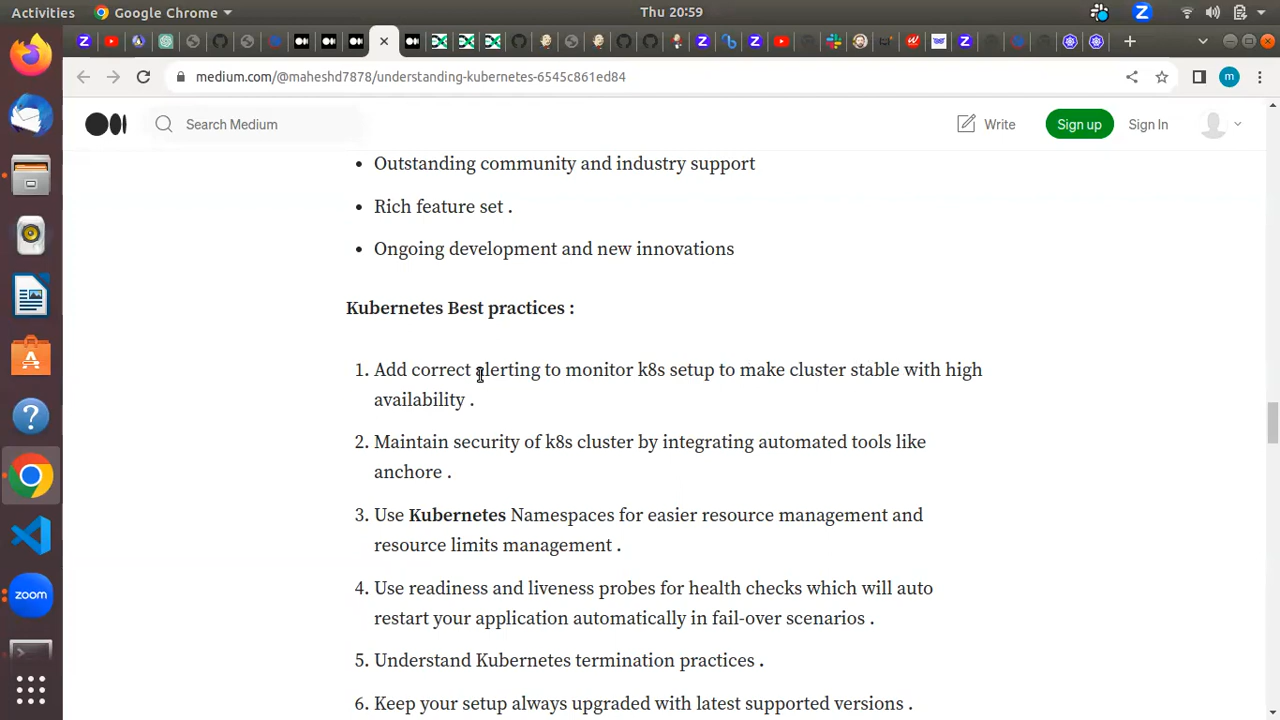 Activities
Google Chrome
Thu 20:59
medium.com/@maheshd7878/understanding-kubernetes-6545c861ed84
m
Search Medium
Write
Sign up
Sign In
• Outstanding community and industry support
• Rich feature set .
• Ongoing development and new innovations
Kubernetes Best practices :
1. Add correct alerting to monitor k8s setup to make cluster stable with high
availability .
2. Maintain security of k8s cluster by integrating automated tools like
anchore .
3. Use Kubernetes Namespaces for easier resource management and
resource limits management .
4. Use readiness and liveness probes for health checks which will auto
restart your application automatically in fail-over scenarios .
5. Understand Kubernetes termination practices .
zoom
6. Keep your setup always upgraded with latest supported versions .